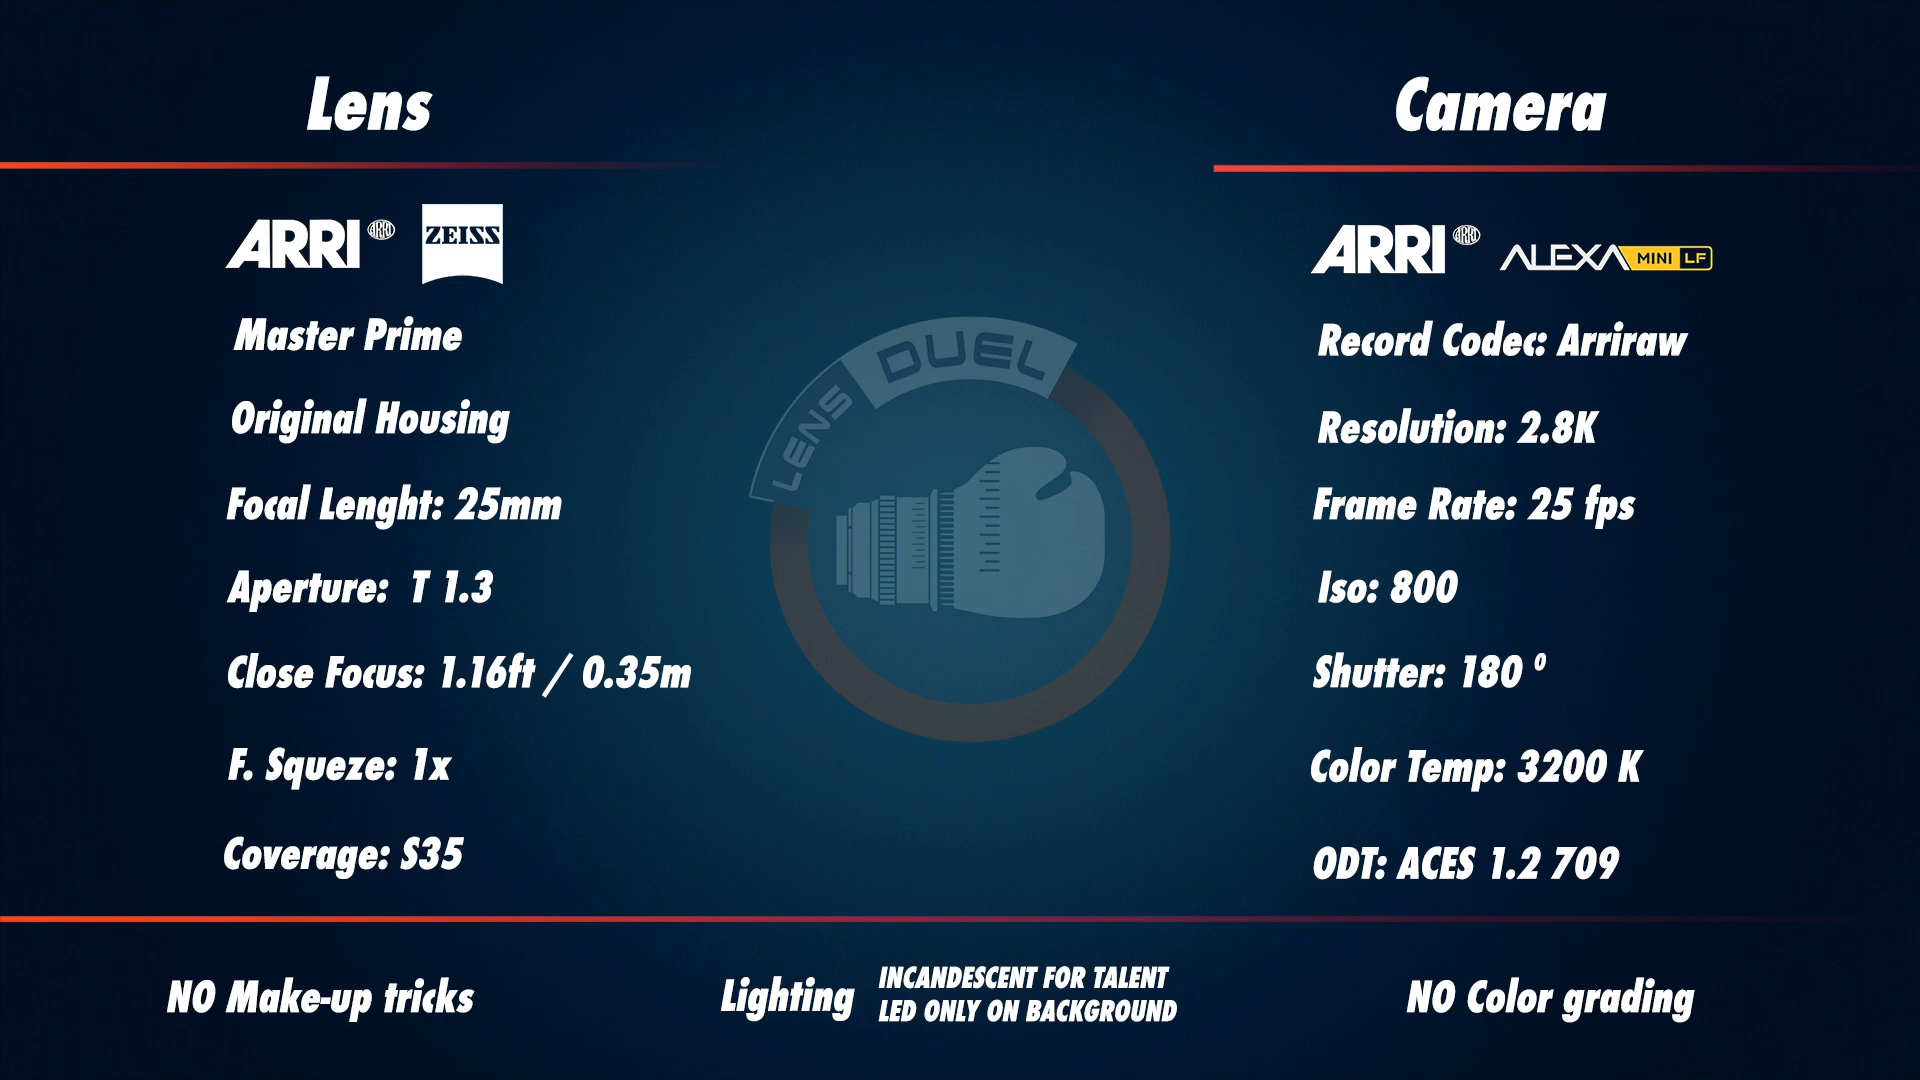 Lens
ARRI ARRI ZEISS
Master Prime
Original Housing
Focal Lenght: 25mm
Aperture: T 1.3
Close Focus: 1.16ft / 0.35m
F. Squeze: 1x
Coverage: S35
LENS DUEL
Camera
ARRI ARRI ALEXA MINI LF
Record Codec: Arriraw
Resolution: 2.8K
Frame Rate: 25 fps
Iso: 800
Shutter: 180 º
Color Temp: 3200 K
ODT: ACES 1.2 709
NO Make-up tricks
Lighting
INCANDESCENT FOR TALENT
LED ONLY ON BACKGROUND
NO Color grading